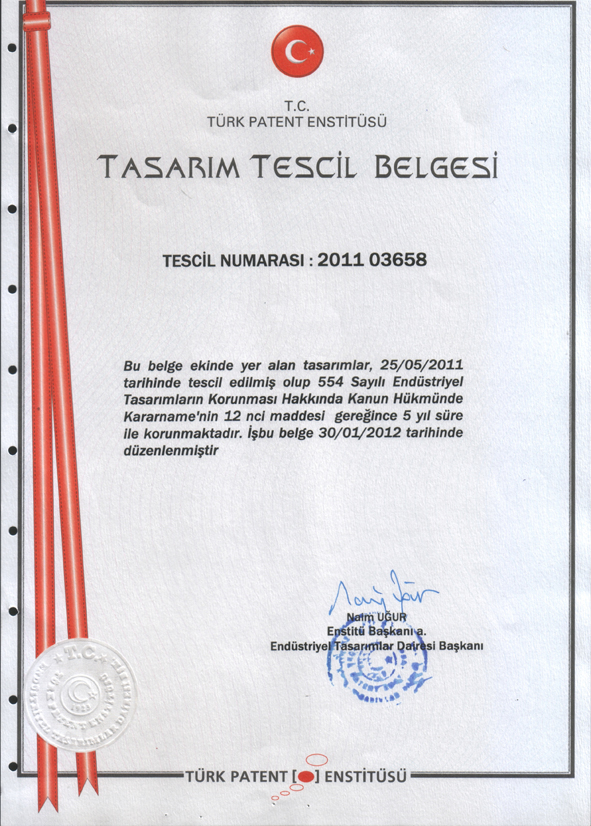 T.C.
TÜRK PATENT ENSTİTÜSÜ
TASARIM TESCİL BELGESİ
TESCİL NUMARASI : 2011 03658
Bu belge ekinde yer alan tasarımlar, 25/05/2011
tarihinde tescil edilmiş olup 554 Sayılı Endüstriyel
Tasarımların Korunması Hakkında Kanun Hükmünde
Kararname'nin 12 nci maddesi gereğince 5 yıl süre
ile korunmaktadır. İşbu belge 30/01/2012 tarihinde
düzenlenmiştir
Naim UĞUR
Enstitü Başkanı a.
Endüstriyel Tasarımlar Dairesi Başkanı
T.C.
TÜRK PATENT [ ] ENSTİTÜSÜ